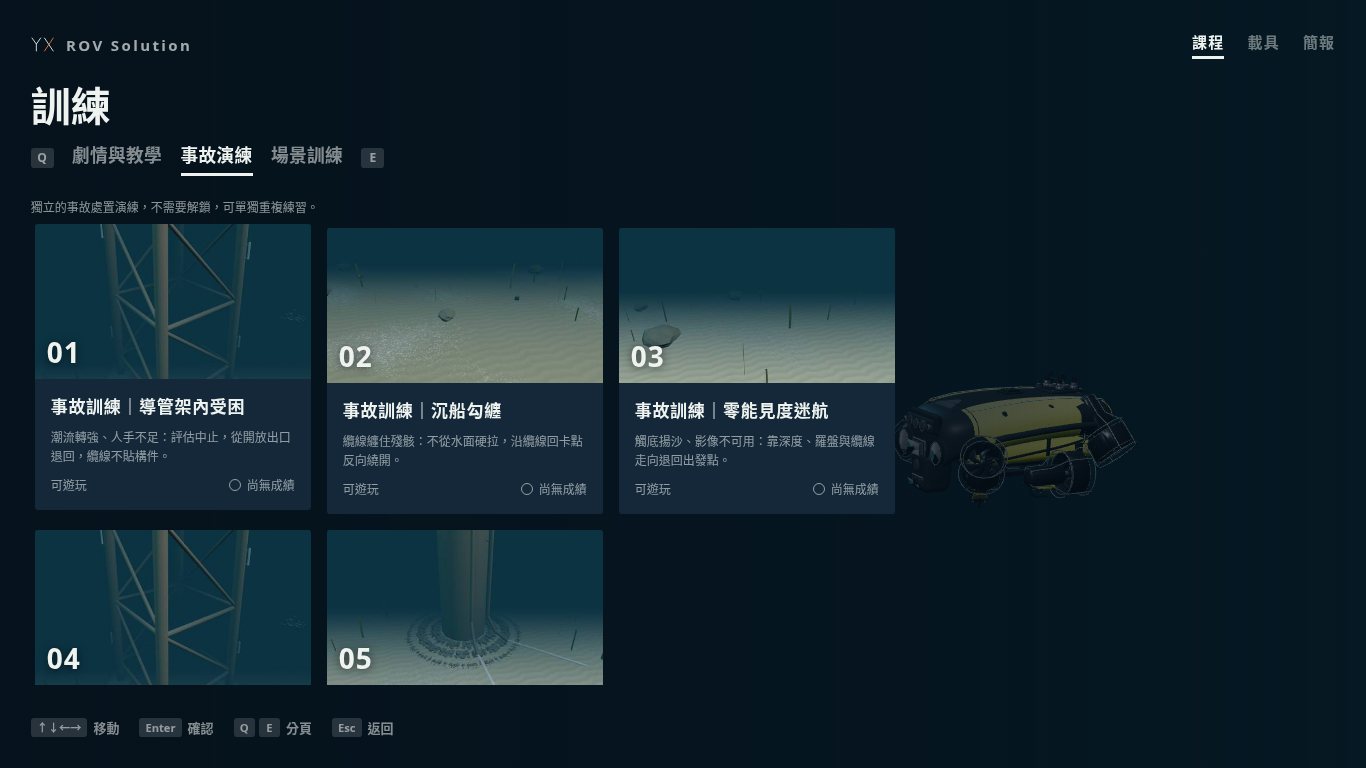 YX ROV Solution
課程 載具 簡報
訓練
Q 劇情與教學 事故演練 場景訓練 E
獨立的事故處置演練，不需要解鎖，可單獨重複練習。
01
事故訓練｜導管架內受困
潮流轉強、人手不足：評估中止，從開放出口
退回，纜線不貼構件。
可遊玩 尚無成績
02
事故訓練｜沉船勾纏
纜線纏住殘骸：不從水面硬拉，沿纜線回卡點
反向繞開。
可遊玩 尚無成績
03
事故訓練｜零能見度迷航
觸底揚沙、影像不可用：靠深度、羅盤與纜線
走向退回出發點。
可遊玩 尚無成績
04
05
↑↓←→ 移動 Enter 確認 Q E 分頁 Esc 返回